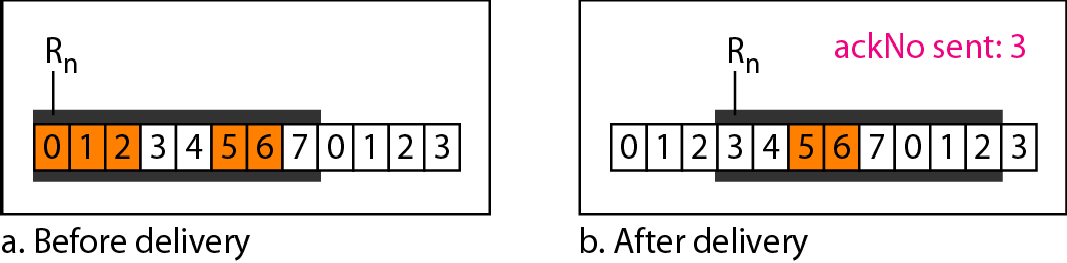 Rn
0 1 2 3 4 5 6 7 0 1 2 3
a. Before delivery
ackNo sent: 3
Rn
0 1 2 3 4 5 6 7 0 1 2 3
b. After delivery